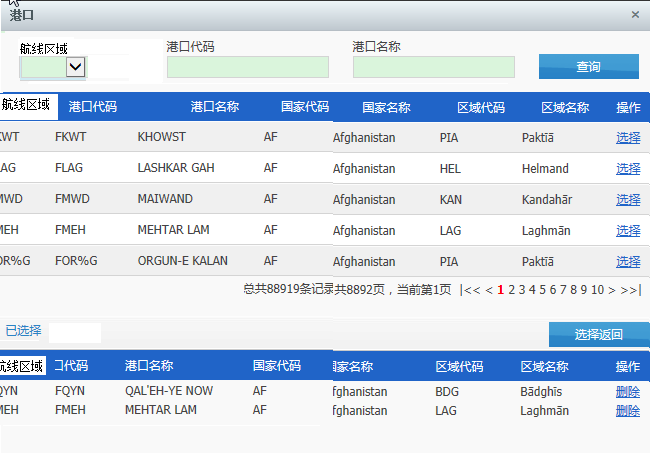 港口 ×
航线区域 港口代码 港口名称
查询
航线区域 港口代码 港口名称 国家代码 国家名称 区域代码 区域名称 操作
KWT FKWT KHOWST AF Afghanistan PIA Paktīā 选择
AG FLAG LASHKAR GAH AF Afghanistan HEL Helmand 选择
MWD FMWD MAIWAND AF Afghanistan KAN Kandahār 选择
MEH FMEH MEHTAR LAM AF Afghanistan LAG Laghmān 选择
OR%G FOR%G ORGUN-E KALAN AF Afghanistan PIA Paktīā 选择
总共88919条记录共8892页，当前第1页 |<< < 1 2 3 4 5 6 7 8 9 10 > >>|
已选择 选择返回
航线区域 口代码 港口名称 国家代码 国家名称 区域代码 区域名称 操作
QYN FQYN QAL'EH-YE NOW AF fghanistan BDG Bādghīs 删除
MEH FMEH MEHTAR LAM AF fghanistan LAG Laghmān 删除